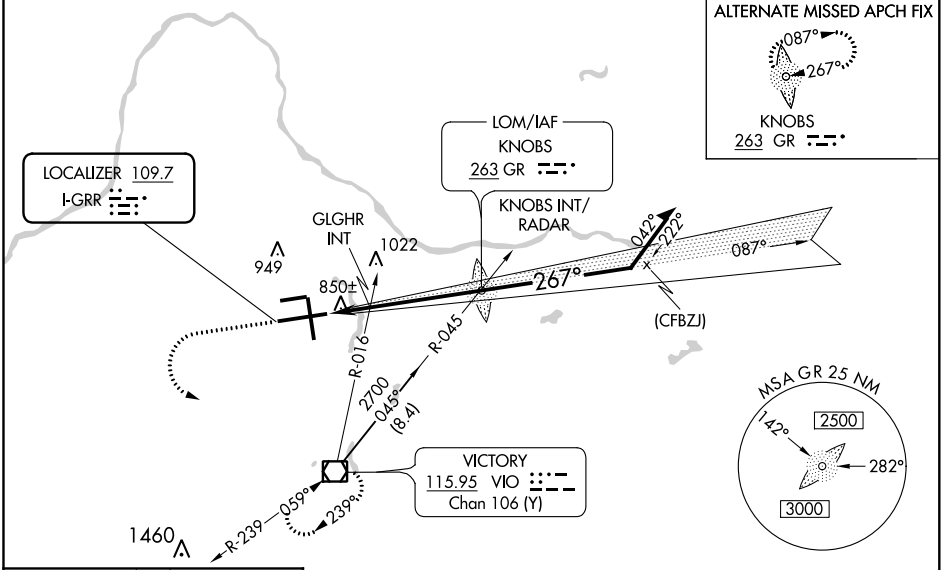 ALTERNATE MISSED APCH FIX
087°
267°
KNOBS
263 GR
LOM/IAF
KNOBS
263 GR
LOCALIZER 109.7
I-GRR
KNOBS INT/
RADAR
GLGHR
INT
1022
949
850±
042°
222°
087°
267°
(CFBZJ)
R-045
R-016
2700
045°
(8.4)
MSA GR 25 NM
142°
2500
282°
3000
VICTORY
115.95 VIO
Chan 106 (Y)
R-239
059°
239°
1460